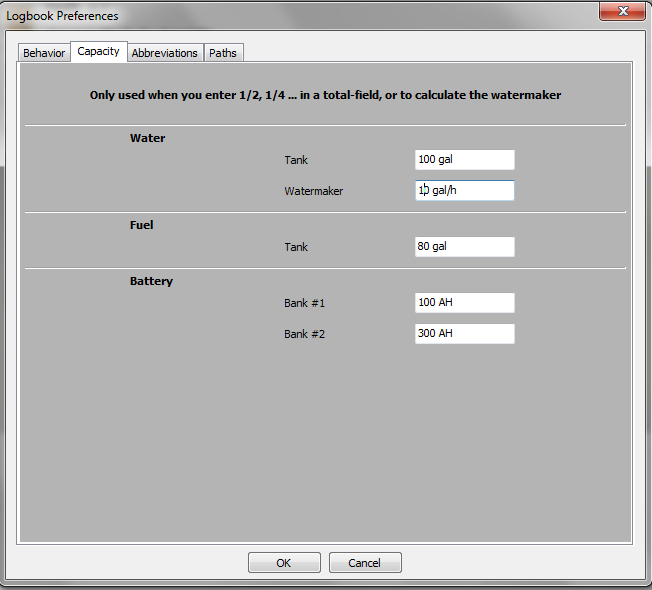 Logbook Preferences
Behavior Capacity Abbreviations Paths
Only used when you enter 1/2, 1/4 ... in a total-field, or to calculate the watermaker
Water
Tank 100 gal
Watermaker 10 gal/h
Fuel
Tank 80 gal
Battery
Bank #1 100 AH
Bank #2 300 AH
OK Cancel